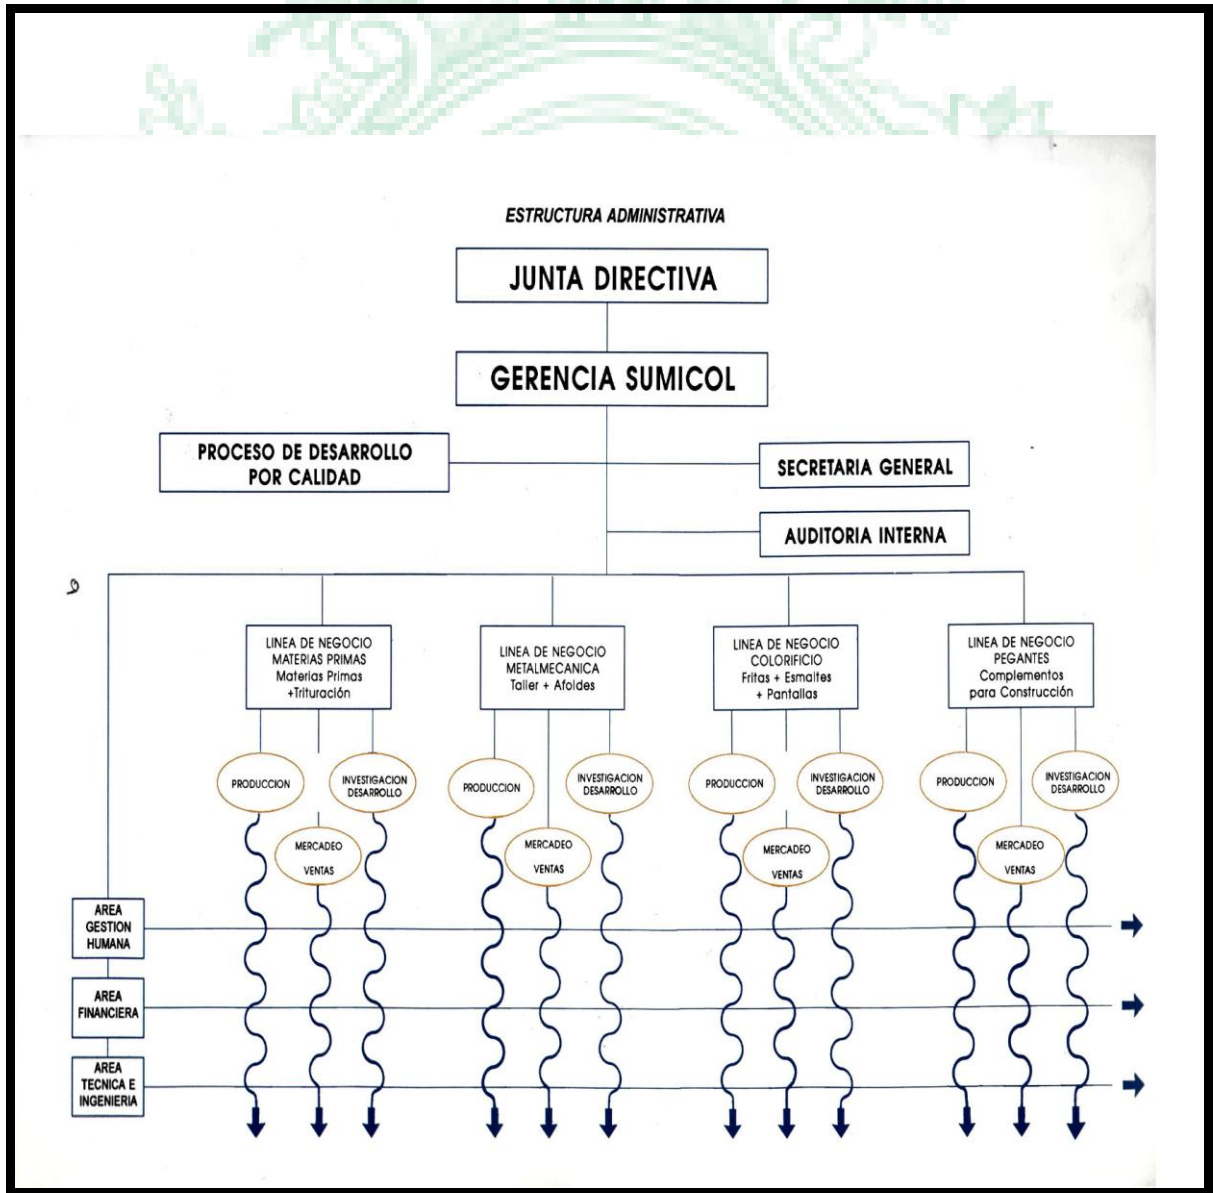 ESTRUCTURA ADMINISTRATIVA
JUNTA DIRECTIVA
GERENCIA SUMICOL
PROCESO DE DESARROLLO
POR CALIDAD
SECRETARIA GENERAL
AUDITORIA INTERNA
LINEA DE NEGOCIO
MATERIAS PRIMAS
Materias Primas
+Trituración
LINEA DE NEGOCIO
METALMECANICA
Taller + Afoldes
LINEA DE NEGOCIO
COLORIFICIO
Fritas + Esmaltes
+ Pantallas
LINEA DE NEGOCIO
PEGANTES
Complementos
para Construcción
PRODUCCION
INVESTIGACION
DESARROLLO
MERCADEO
VENTAS
PRODUCCION
INVESTIGACION
DESARROLLO
MERCADEO
VENTAS
PRODUCCION
INVESTIGACION
DESARROLLO
MERCADEO
VENTAS
PRODUCCION
INVESTIGACION
DESARROLLO
MERCADEO
VENTAS
AREA
GESTION
HUMANA
AREA
FINANCIERA
AREA
TECNICA E
INGENIERIA